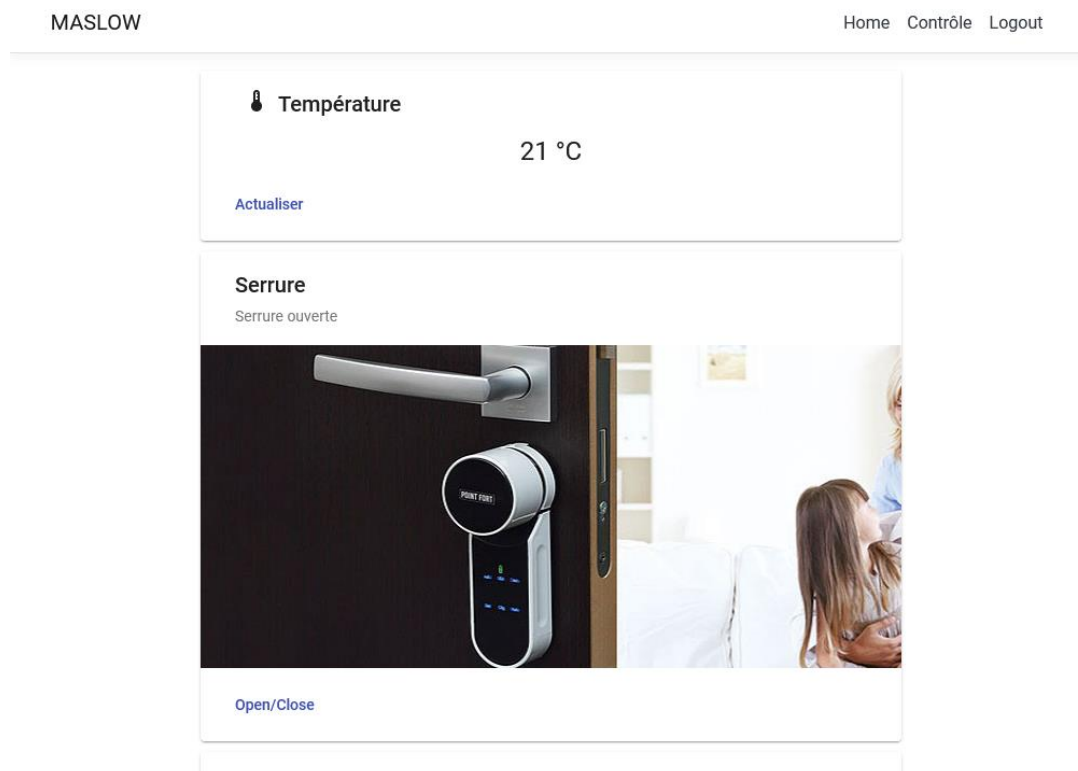 MASLOW
Home Contrôle Logout
Température
21 °C
Actualiser
Serrure
Serrure ouverte
POINT FORT
Open/Close